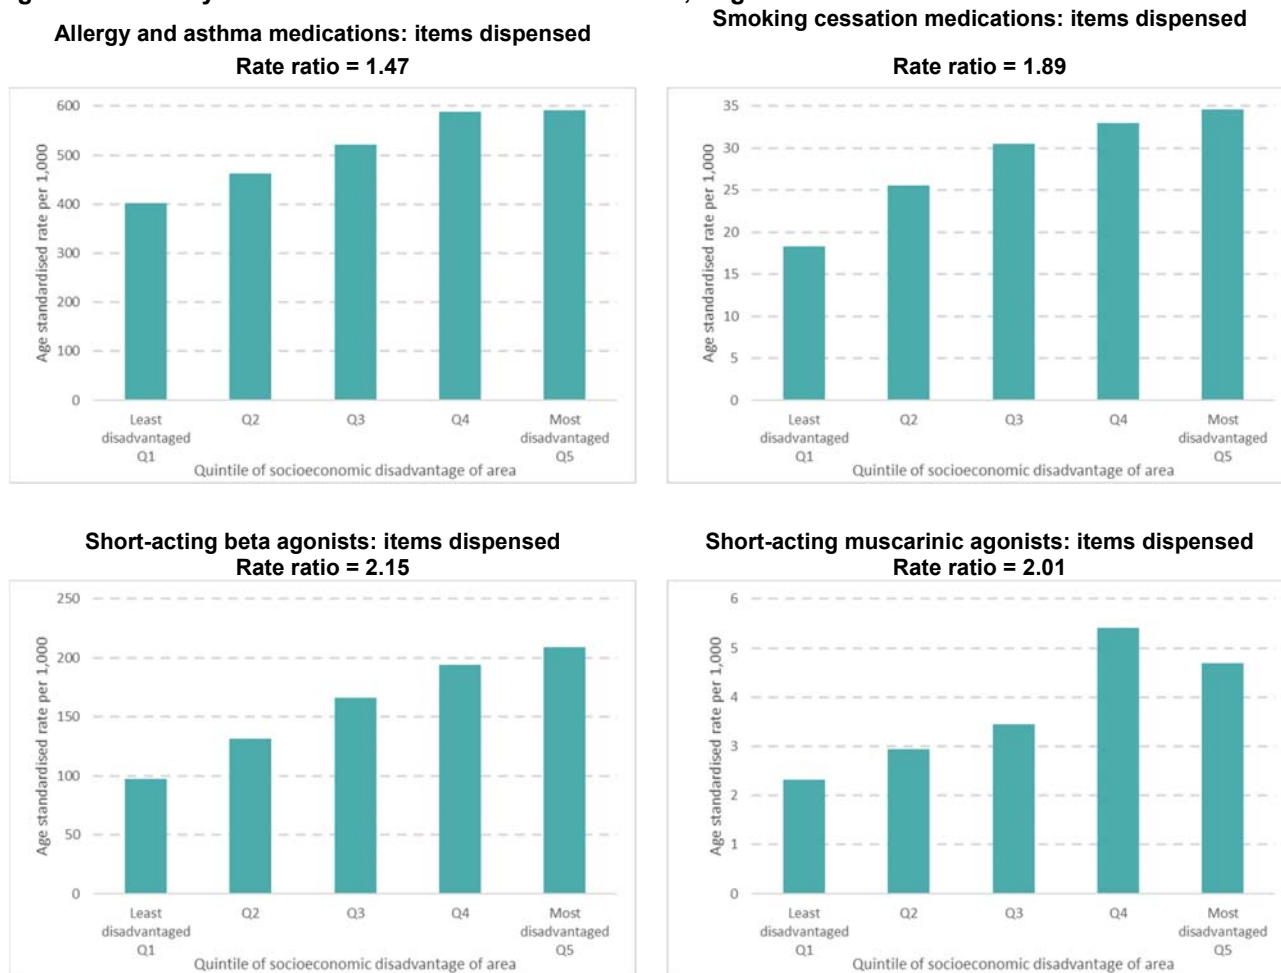 Allergy and asthma medications: items dispensed
Rate ratio = 1.47
600
500
400
300
200
100
0
Age standardised rate per 1,000
Least disadvantaged Q1
Q2
Q3
Q4
Most disadvantaged Q5
Quintile of socioeconomic disadvantage of area
Smoking cessation medications: items dispensed
Rate ratio = 1.89
35
30
25
20
15
10
5
0
Age standardised rate per 1,000
Least disadvantaged Q1
Q2
Q3
Q4
Most disadvantaged Q5
Quintile of socioeconomic disadvantage of area
Short-acting beta agonists: items dispensed
Rate ratio = 2.15
250
200
150
100
50
0
Age standardised rate per 1,000
Least disadvantaged Q1
Q2
Q3
Q4
Most disadvantaged Q5
Quintile of socioeconomic disadvantage of area
Short-acting muscarinic agonists: items dispensed
Rate ratio = 2.01
6
5
4
3
2
1
0
Age standardised rate per 1,000
Least disadvantaged Q1
Q2
Q3
Q4
Most disadvantaged Q5
Quintile of socioeconomic disadvantage of area